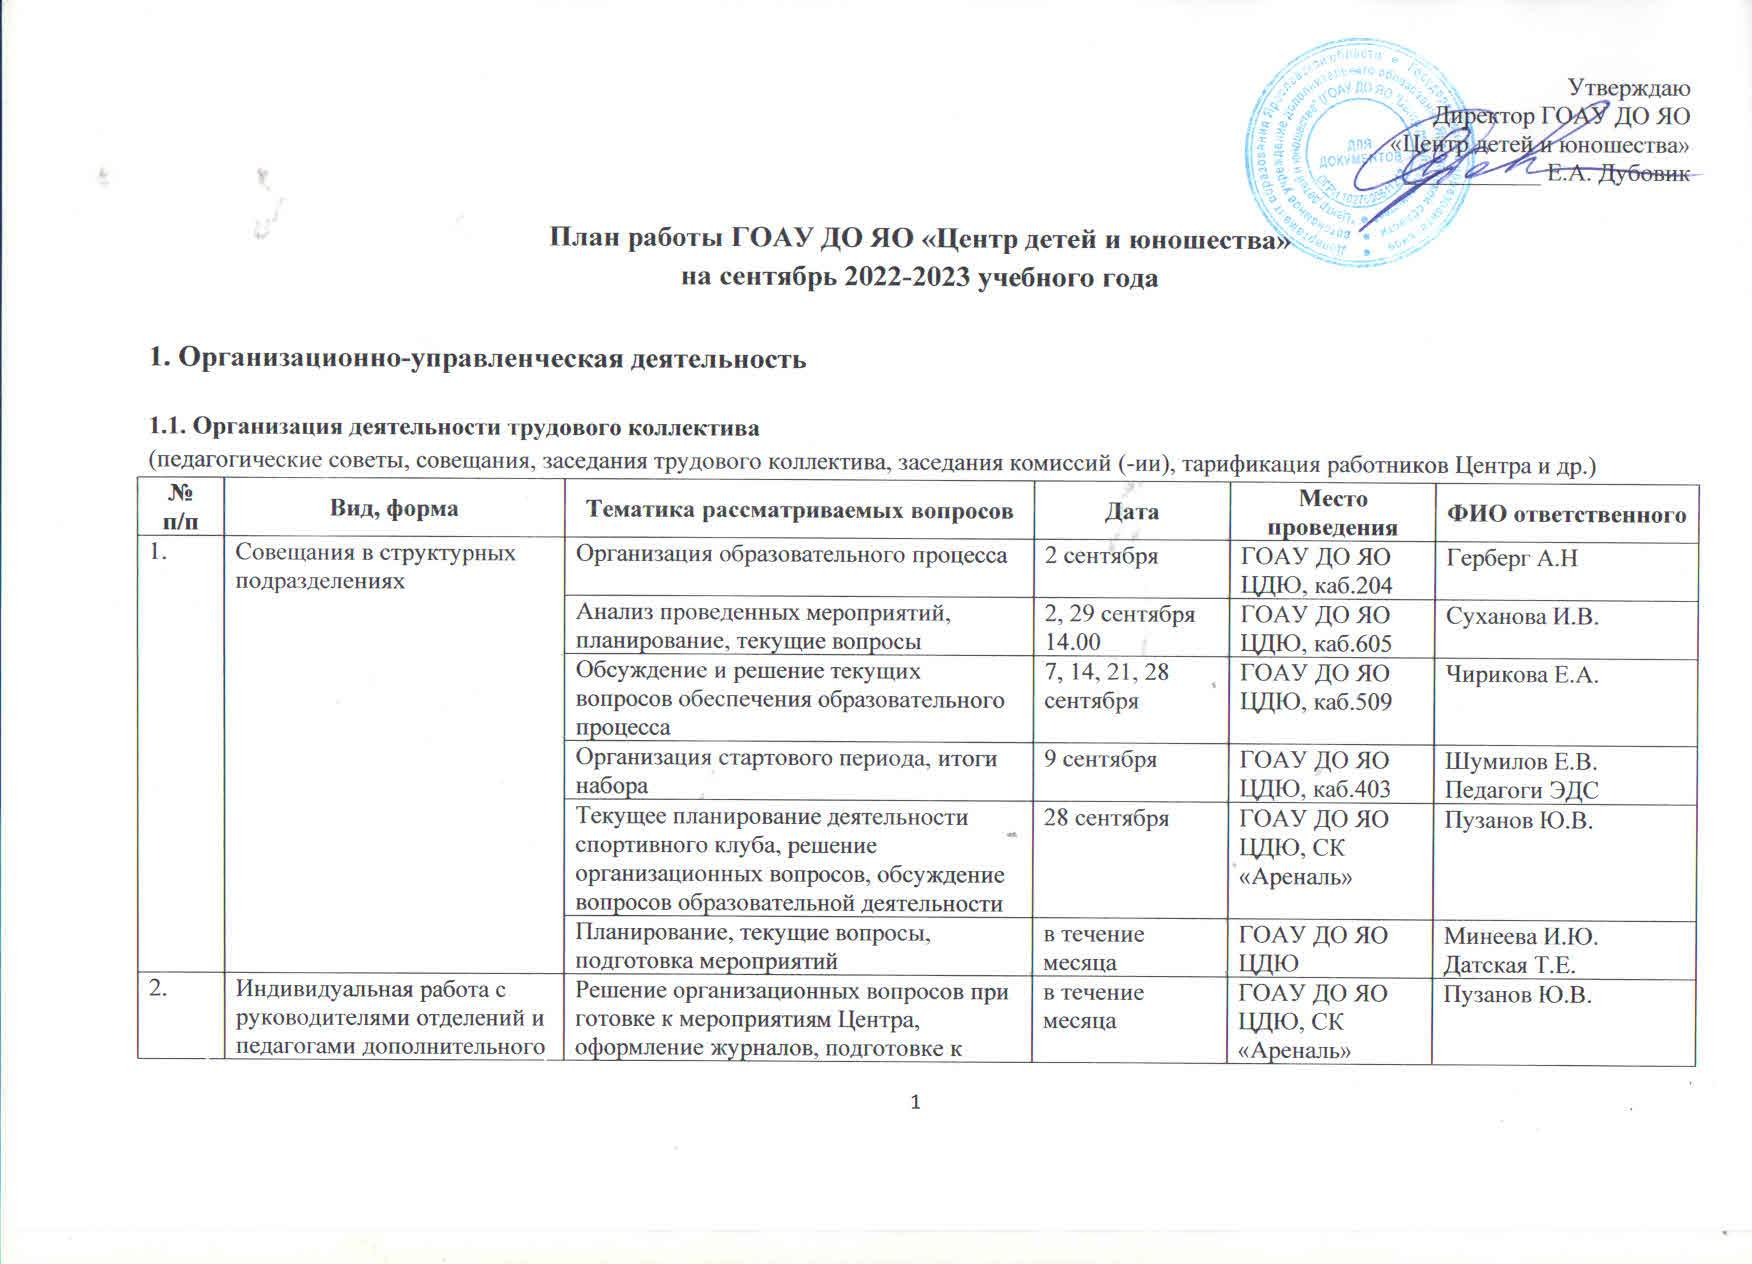 Утверждаю
Директор ГОАУ ДО ЯО
«Центр детей и юношества»
Е.А. Дубовик
ДЛЯ
ДОКУМЕНТОВ
План работы ГОАУ ДО ЯО «Центр детей и юношества»
на сентябрь 2022-2023 учебного года
1. Организационно-управленческая деятельность
1.1. Организация деятельности трудового коллектива
(педагогические советы, совещания, заседания трудового коллектива, заседания комиссий (-ии), тарификация работников Центра и др.)
№
п/п
Вид, форма
Тематика рассматриваемых вопросов
Дата
Место
проведения
ФИО ответственного
1.
Совещания в структурных
подразделениях
Организация образовательного процесса
2 сентября
ГОАУ ДО ЯО
ЦДЮ, каб.204
Герберг А.Н
Анализ проведенных мероприятий,
планирование, текущие вопросы
2, 29 сентября
14.00
ГОАУ ДО ЯО
ЦДЮ, каб.605
Суханова И.В.
Обсуждение и решение текущих
вопросов обеспечения образовательного
процесса
7, 14, 21, 28
сентября
ГОАУ ДО ЯО
ЦДЮ, каб.509
Чирикова Е.А.
Организация стартового периода, итоги
набора
9 сентября
ГОАУ ДО ЯО
ЦДЮ, каб.403
Шумилов Е.В.
Педагоги ЭДС
Текущее планирование деятельности
спортивного клуба, решение
организационных вопросов, обсуждение
вопросов образовательной деятельности
28 сентября
ГОАУ ДО ЯО
ЦДЮ, СК
«Ареналь»
Пузанов Ю.В.
Планирование, текущие вопросы,
подготовка мероприятий
в течение
месяца
ГОАУ ДО ЯО
ЦДЮ
Минеева И.Ю.
Датская Т.Е.
2.
Индивидуальная работа с
руководителями отделений и
педагогами дополнительного
Решение организационных вопросов при
готовке к мероприятиям Центра,
оформление журналов, подготовке к
в течение
месяца
ГОАУ ДО ЯО
ЦДЮ, СК
«Ареналь»
Пузанов Ю.В.
1